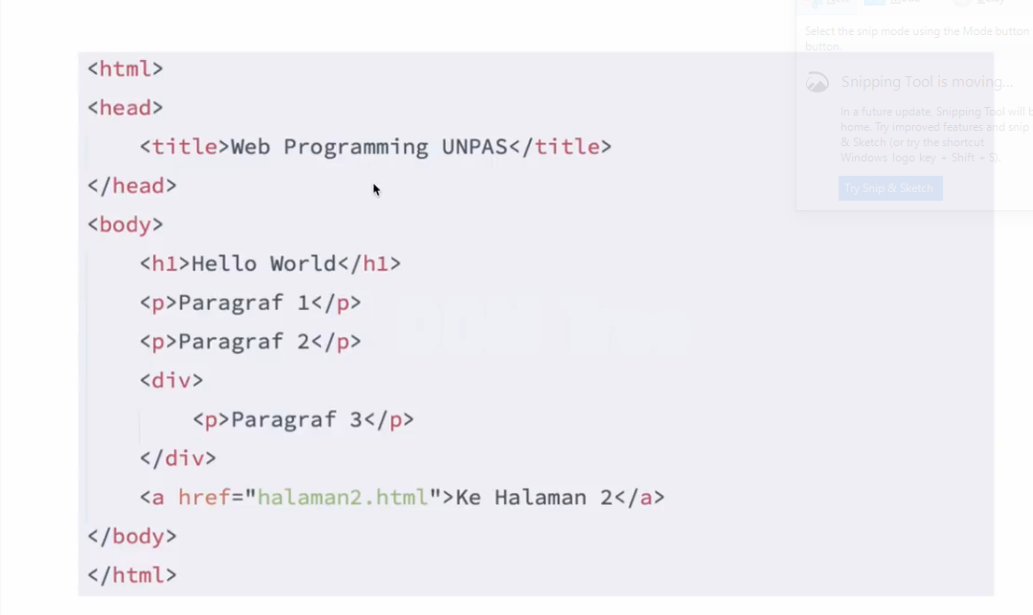 Select the snip mode using the Mode button
button.
Snipping Tool is moving...
In a future update, Snipping Tool will b
home. Try improved features and snip
& Sketch (or try the shortcut
Windows logo key + Shift + S).
Try Snip & Sketch
<html>
<head>
    <title>Web Programming UNPAS</title>
</head>
<body>
    <h1>Hello World</h1>
    <p>Paragraf 1</p>
    <p>Paragraf 2</p>
    <div>
        <p>Paragraf 3</p>
    </div>
    <a href="halaman2.html">Ke Halaman 2</a>
</body>
</html>